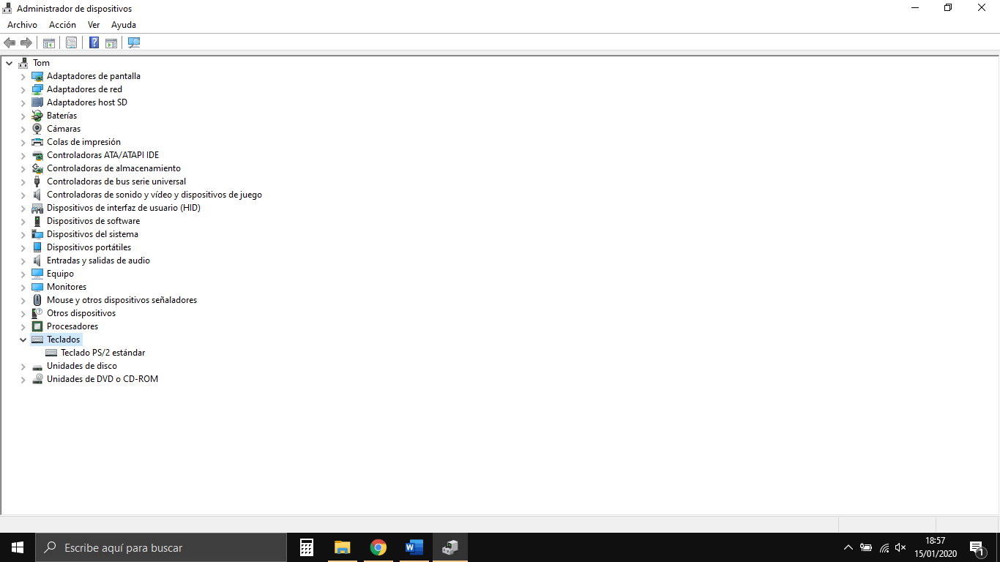 Administrador de dispositivos
Archivo Acción Ver Ayuda
Tom
Adaptadores de pantalla
Adaptadores de red
Adaptadores host SD
Baterías
Cámaras
Colas de impresión
Controladoras ATA/ATAPI IDE
Controladoras de almacenamiento
Controladoras de bus serie universal
Controladoras de sonido y vídeo y dispositivos de juego
Dispositivos de interfaz de usuario (HID)
Dispositivos de software
Dispositivos del sistema
Dispositivos portátiles
Entradas y salidas de audio
Equipo
Monitores
Mouse y otros dispositivos señaladores
Otros dispositivos
Procesadores
Teclados
Teclado PS/2 estándar
Unidades de disco
Unidades de DVD o CD-ROM
Escribe aquí para buscar
18:57
15/01/2020
1